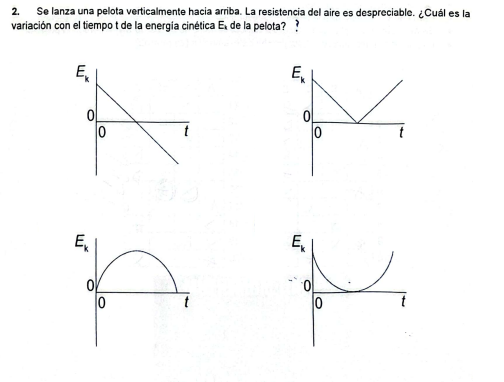 2. Se lanza una pelota verticalmente hacia arriba. La resistencia del aire es despreciable. ¿Cuál es la
variación con el tiempo t de la energía cinética Eₖ de la pelota? ?
Eₖ
0
0
t
Eₖ
0
0
t
Eₖ
0
0
t
Eₖ
0
0
t